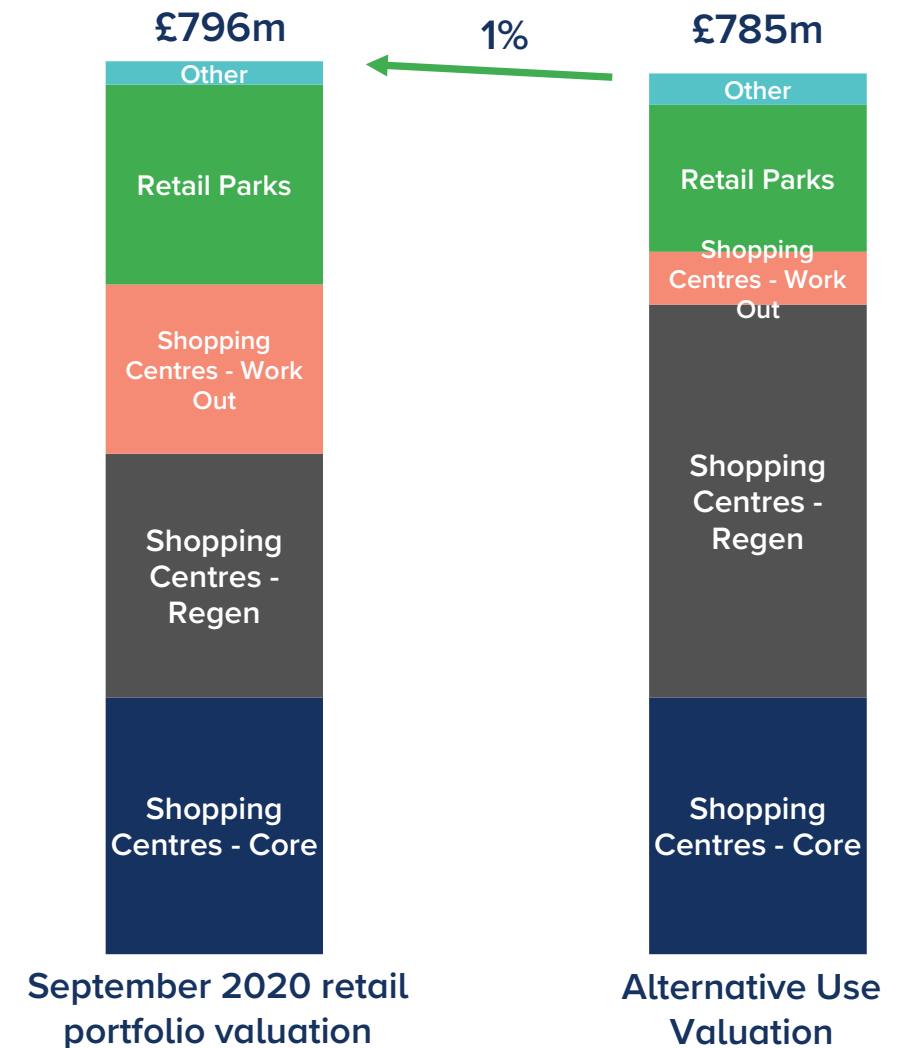 £796m
1%
£785m
Other
Retail Parks
Shopping
Centres - Work
Out
Shopping
Centres -
Regen
Shopping
Centres - Core
September 2020 retail
portfolio valuation
Other
Retail Parks
Shopping
Centres - Work
Out
Shopping
Centres -
Regen
Shopping
Centres - Core
Alternative Use
Valuation